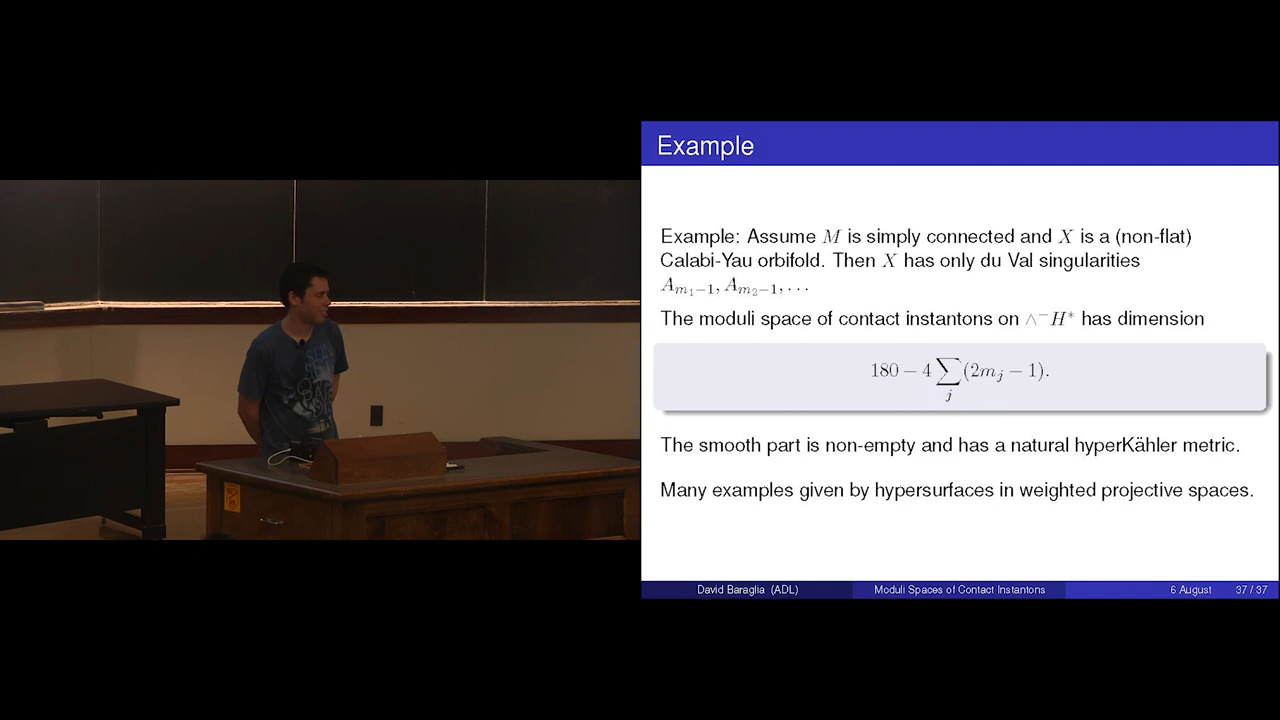 Example
Example: Assume M is simply connected and X is a (non-flat)
Calabi-Yau orbifold. Then X has only du Val singularities
A_{m_1-1}, A_{m_2-1}, ...
The moduli space of contact instantons on ∧⁻H* has dimension
180 − 4 ∑_j (2m_j − 1).
The smooth part is non-empty and has a natural hyperKähler metric.
Many examples given by hypersurfaces in weighted projective spaces.
David Baraglia (ADL) Moduli Spaces of Contact Instantons 6 August 37 / 37